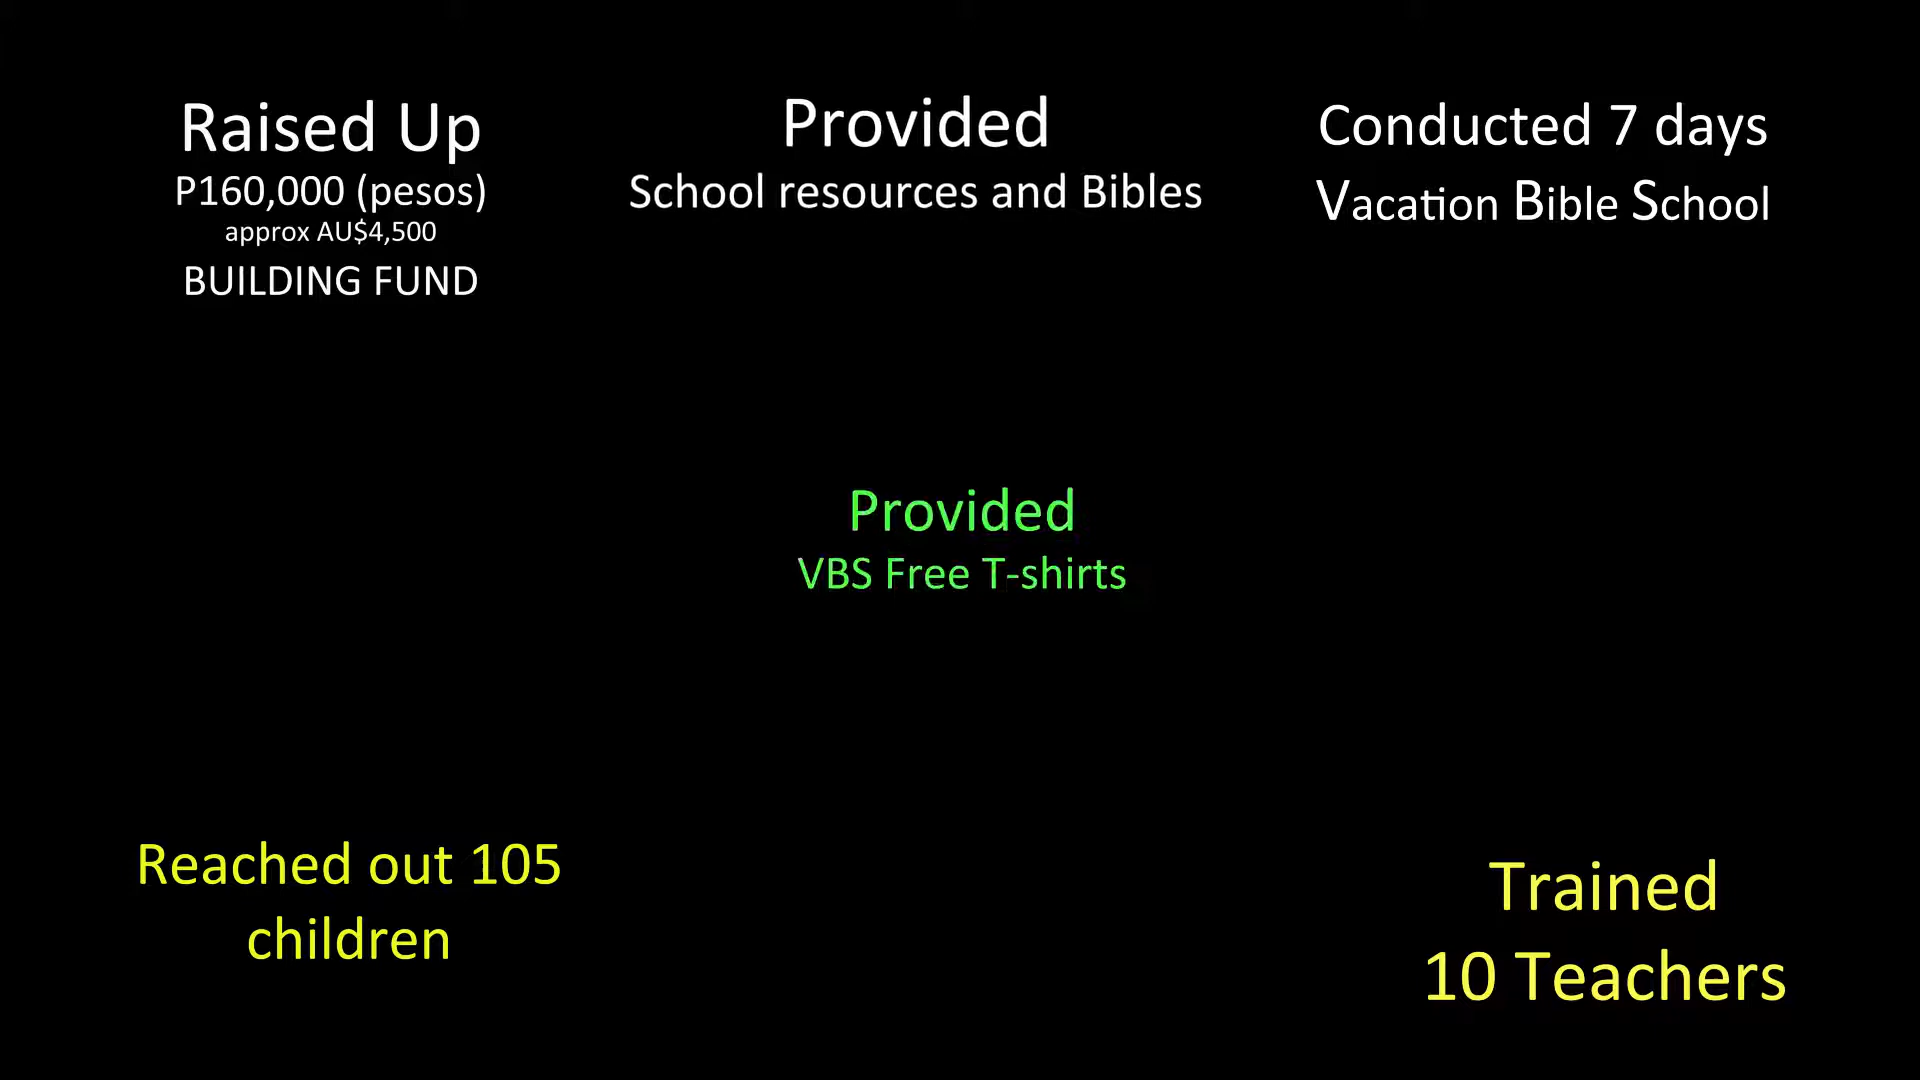 Raised Up
P160,000 (pesos)
approx AU$4,500
BUILDING FUND
Provided
School resources and Bibles
Conducted 7 days
Vacation Bible School
Provided
VBS Free T-shirts
Reached out 105
children
Trained
10 Teachers